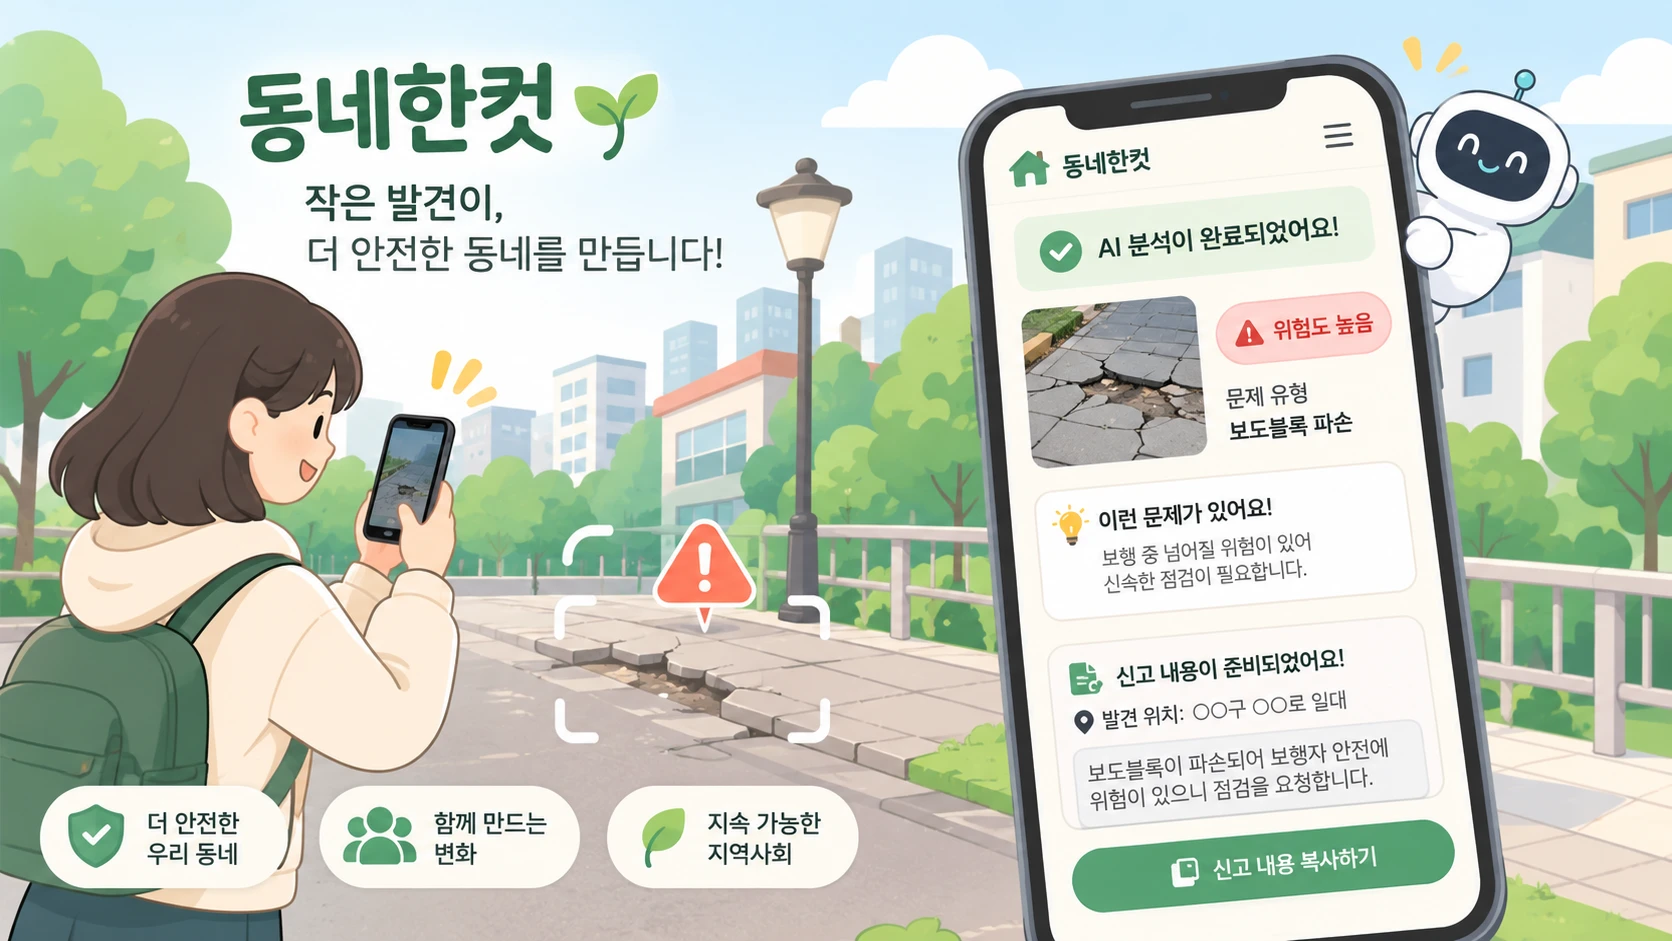 동네한컷
작은 발견이,
더 안전한 동네를 만듭니다!
더 안전한
우리 동네
함께 만드는
변화
지속 가능한
지역사회
동네한컷
AI 분석이 완료되었어요!
위험도 높음
문제 유형
보도블록 파손
이런 문제가 있어요!
보행 중 넘어질 위험이 있어
신속한 점검이 필요합니다.
신고 내용이 준비되었어요!
발견 위치: ○○구 ○○로 일대
보도블록이 파손되어 보행자 안전에
위험이 있으니 점검을 요청합니다.
신고 내용 복사하기